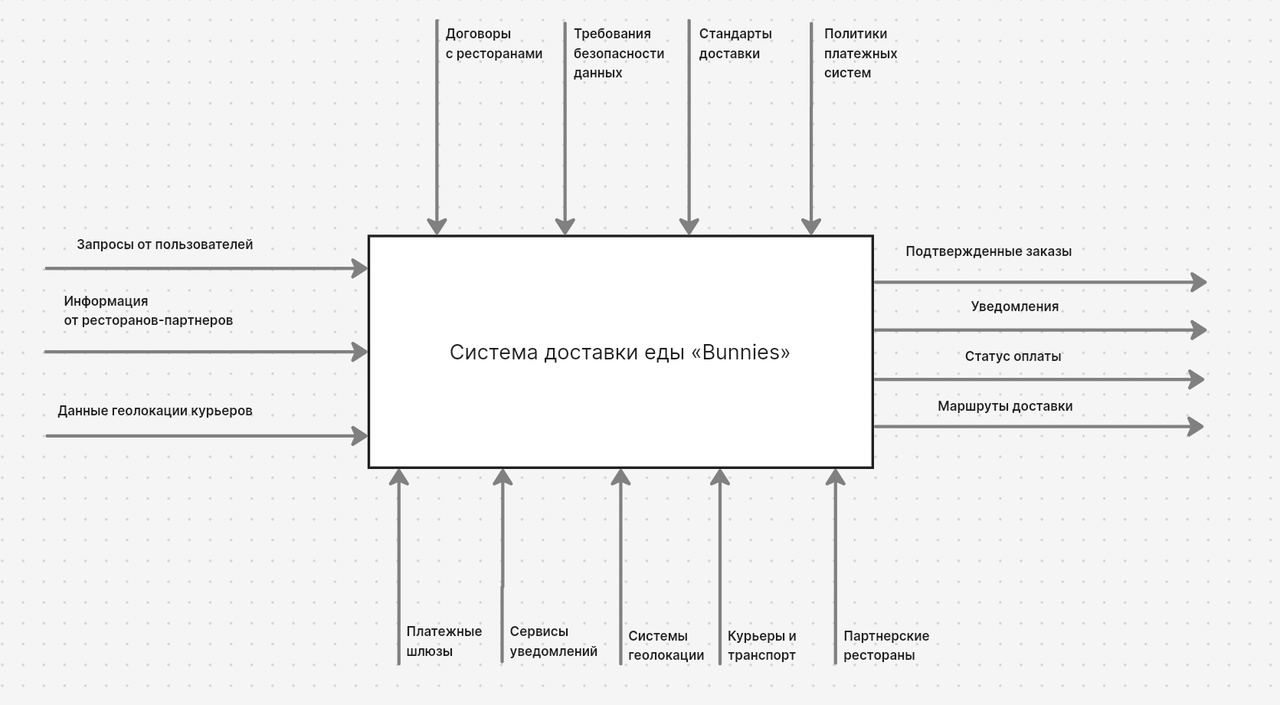 Договоры
с ресторанами
Требования
безопасности
данных
Стандарты
доставки
Политики
платежных
систем
Запросы от пользователей
Информация
от ресторанов-партнеров
Данные геолокации курьеров
Система доставки еды «Bunnies»
Подтвержденные заказы
Уведомления
Статус оплаты
Маршруты доставки
Платежные
шлюзы
Сервисы
уведомлений
Системы
геолокации
Курьеры и
транспорт
Партнерские
рестораны